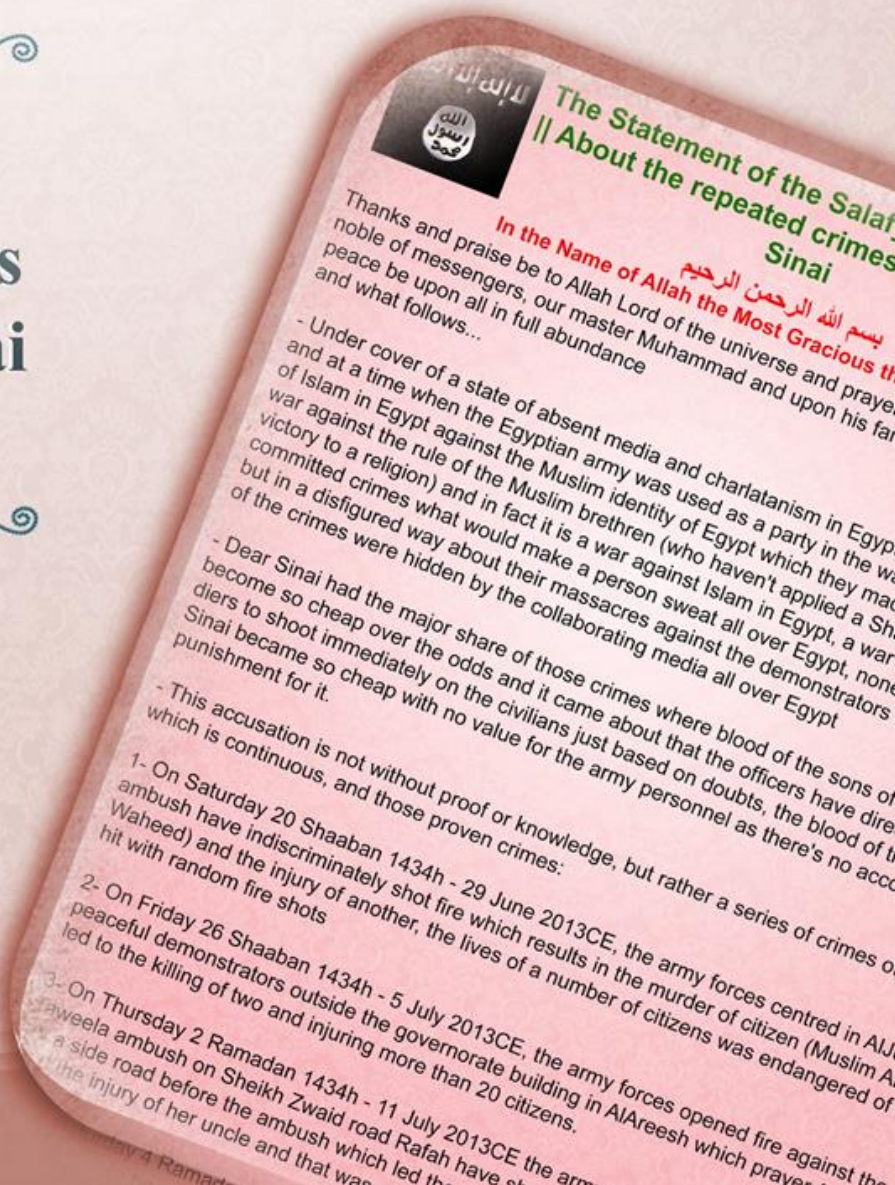 s
ai
لا إله إلا الله
الله
رسول
محمد
The Statement of the Salaf
|| About the repeated crimes
Sinai
بسم الله الرحمن الرحيم
In the Name of Allah the Most Gracious th
Thanks and praise be to Allah Lord of the universe and praye
noble of messengers, our master Muhammad and upon his fa
peace be upon all in full abundance
and what follows...
- Under cover of a state of absent media and charlatanism in Egyp
and at a time when the Egyptian army was used as a party in the wa
of Islam in Egypt against the Muslim identity of Egypt which they mad
war against the rule of the Muslim brethren (who haven't applied a Sh
victory to a religion) and in fact it is a war against Islam in Egypt, a war
committed crimes what would make a person sweat all over Egypt, none
but in a disfigured way about their massacres against the demonstrators
of the crimes were hidden by the collaborating media all over Egypt
- Dear Sinai had the major share of those crimes where blood of the sons of
become so cheap over the odds and it came about that the officers have dire
diers to shoot immediately on the civilians just based on doubts, the blood of t
Sinai became so cheap with no value for the army personnel as there's no acco
punishment for it.
- This accusation is not without proof or knowledge, but rather a series of crimes o
which is continuous, and those proven crimes:
1- On Saturday 20 Shaaban 1434h - 29 June 2013CE, the army forces centred in AlJ
ambush have indiscriminately shot fire which results in the murder of citizen (Muslim A
Waheed) and the injury of another, the lives of a number of citizens was endangered of
hit with random fire shots
2- On Friday 26 Shaaban 1434h - 5 July 2013CE, the army forces opened fire against the
peaceful demonstrators outside the governorate building in AlAreesh which prayer
led to the killing of two and injuring more than 20 citizens.
3- On Thursday 2 Ramadan 1434h - 11 July 2013CE the arm
aweela ambush on Sheikh Zwaid road Rafah have s
a side road before the ambush which led the
the injury of her uncle and that was
day 4 Ramad